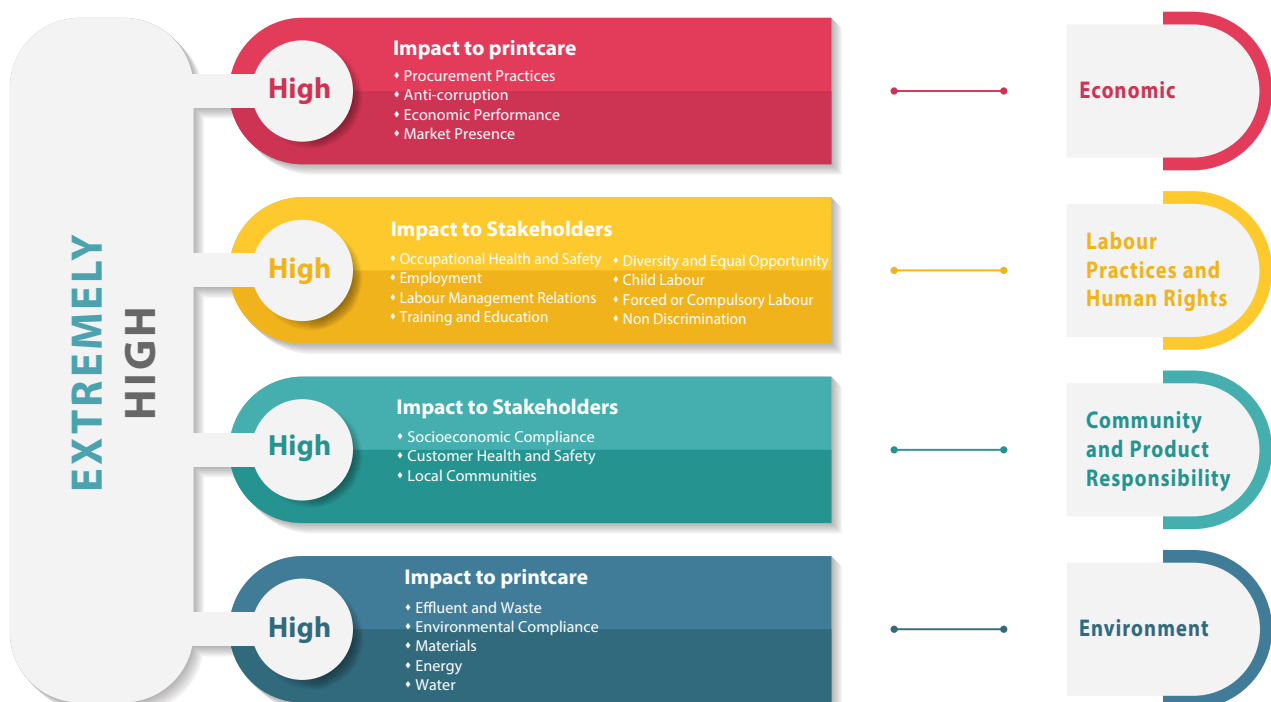 EXTREMELY
HIGH
High
Impact to printcare
Procurement Practices
Anti-corruption
Economic Performance
Market Presence
Economic
High
Impact to Stakeholders
Occupational Health and Safety
Employment
Labour Management Relations
Training and Education
Diversity and Equal Opportunity
Child Labour
Forced or Compulsory Labour
Non Discrimination
Labour
Practices and
Human Rights
High
Impact to Stakeholders
Socioeconomic Compliance
Customer Health and Safety
Local Communities
Community
and Product
Responsibility
High
Impact to printcare
Effluent and Waste
Environmental Compliance
Materials
Energy
Water
Environment